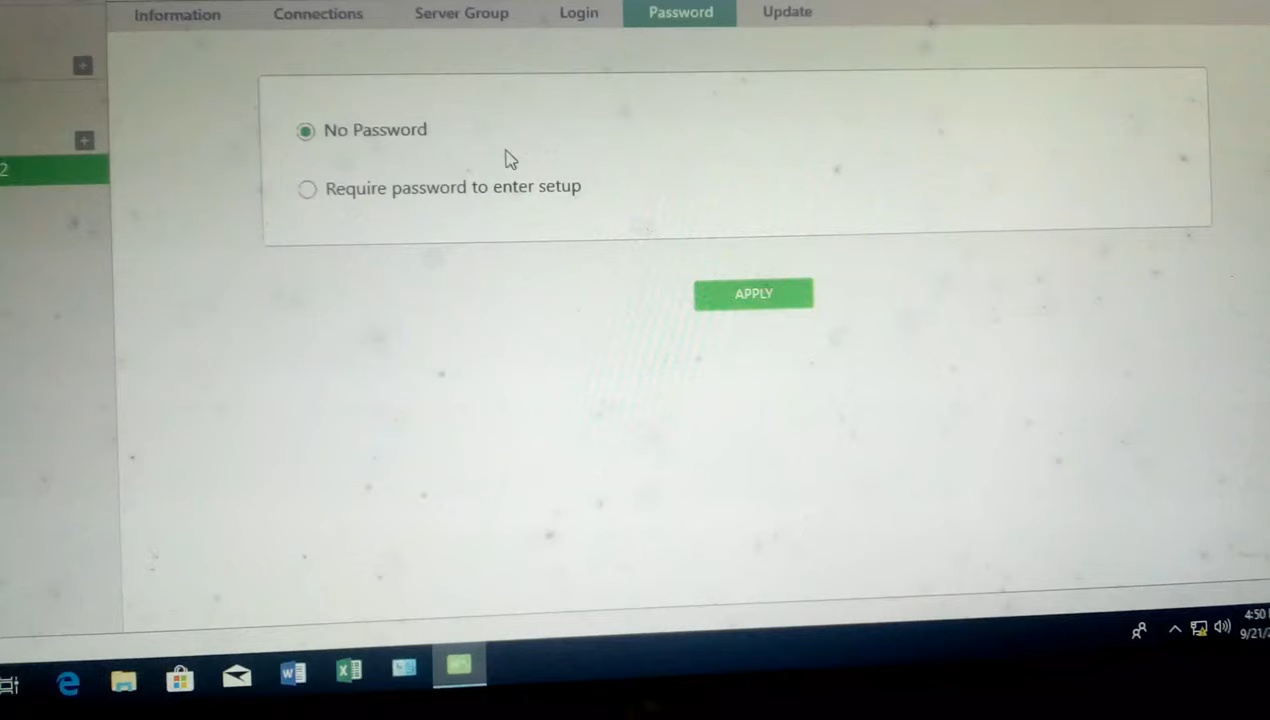 Information Connections Server Group Login Password Update
No Password
2
Require password to enter setup
APPLY
4:50
9/21/2